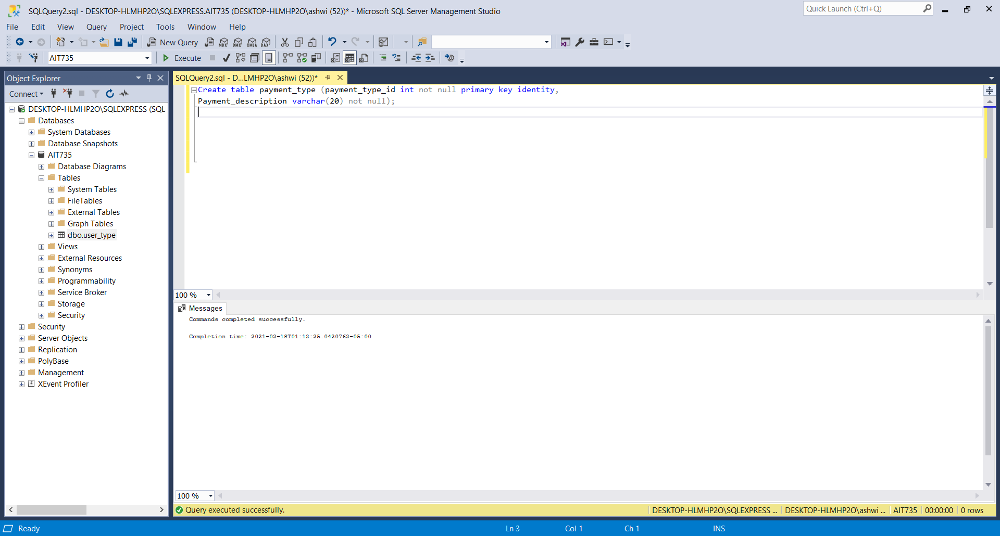 SQLQuery2.sql - DESKTOP-HLMHP2O\SQLEXPRESS.AIT735 (DESKTOP-HLMHP2O\ashwi (52))* - Microsoft SQL Server Management Studio
Quick Launch (Ctrl+Q)
File Edit View Query Project Tools Window Help
New Query MDX DMX XMLA DAX
AIT735 Execute
Object Explorer
Connect
DESKTOP-HLMHP2O\SQLEXPRESS (SQL
Databases
System Databases
Database Snapshots
AIT735
Database Diagrams
Tables
System Tables
FileTables
External Tables
Graph Tables
dbo.user_type
Views
External Resources
Synonyms
Programmability
Service Broker
Storage
Security
Security
Server Objects
Replication
PolyBase
Management
XEvent Profiler
SQLQuery2.sql - D...LMHP2O\ashwi (52))*
Create table payment_type (payment_type_id int not null primary key identity,
Payment_description varchar(20) not null);
100 %
Messages
Commands completed successfully.
Completion time: 2021-02-18T01:12:25.0420762-05:00
100 %
Query executed successfully.
DESKTOP-HLMHP2O\SQLEXPRESS ... DESKTOP-HLMHP2O\ashwi ... AIT735 00:00:00 0 rows
Ready Ln 3 Col 1 Ch 1 INS